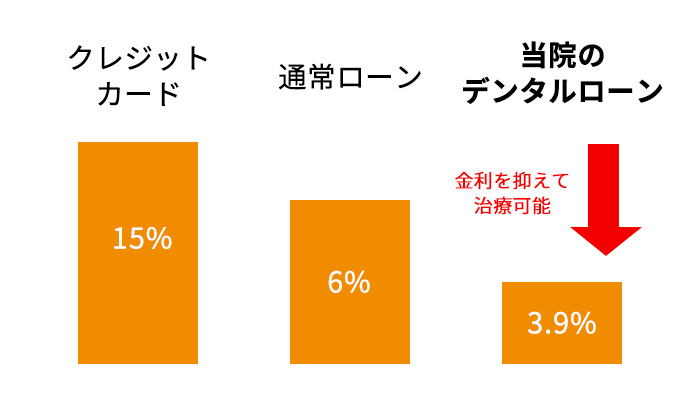 クレジット
カード
通常ローン
当院の
デンタルローン
金利を抑えて
治療可能
15%
6%
3.9%